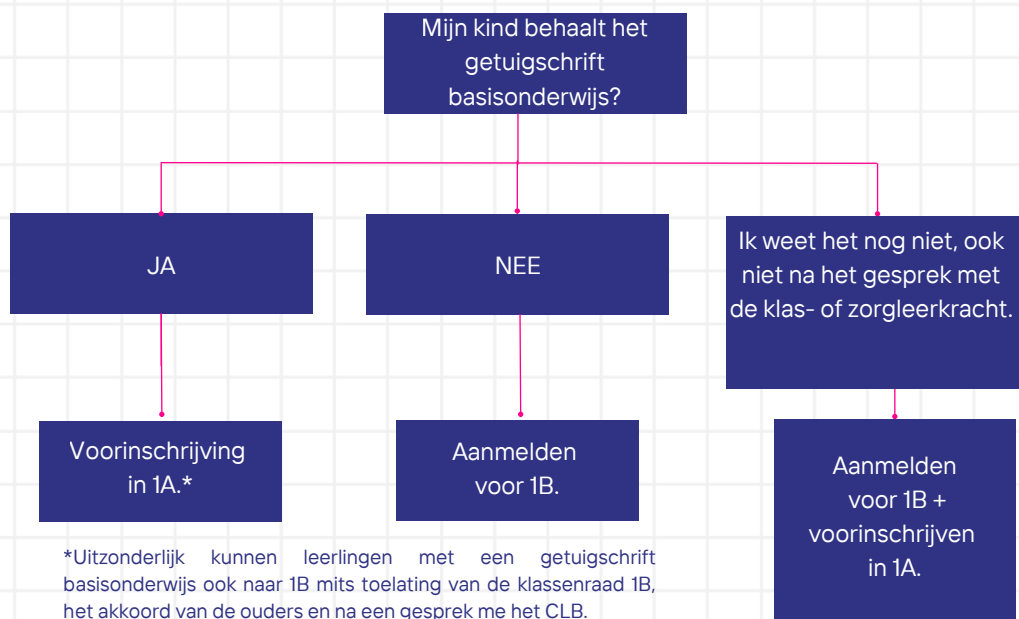 Mijn kind behaalt het
getuigschrift
basisonderwijs?
JA
NEE
Ik weet het nog niet, ook
niet na het gesprek met
de klas- of zorgleerkracht.
Voorinschrijving
in 1A.*
Aanmelden
voor 1B.
Aanmelden
voor 1B +
voorinschrijven
in 1A.
*Uitzonderlijk kunnen leerlingen met een getuigschrift
basisonderwijs ook naar 1B mits toelating van de klassenraad 1B,
het akkoord van de ouders en na een gesprek me het CLB.